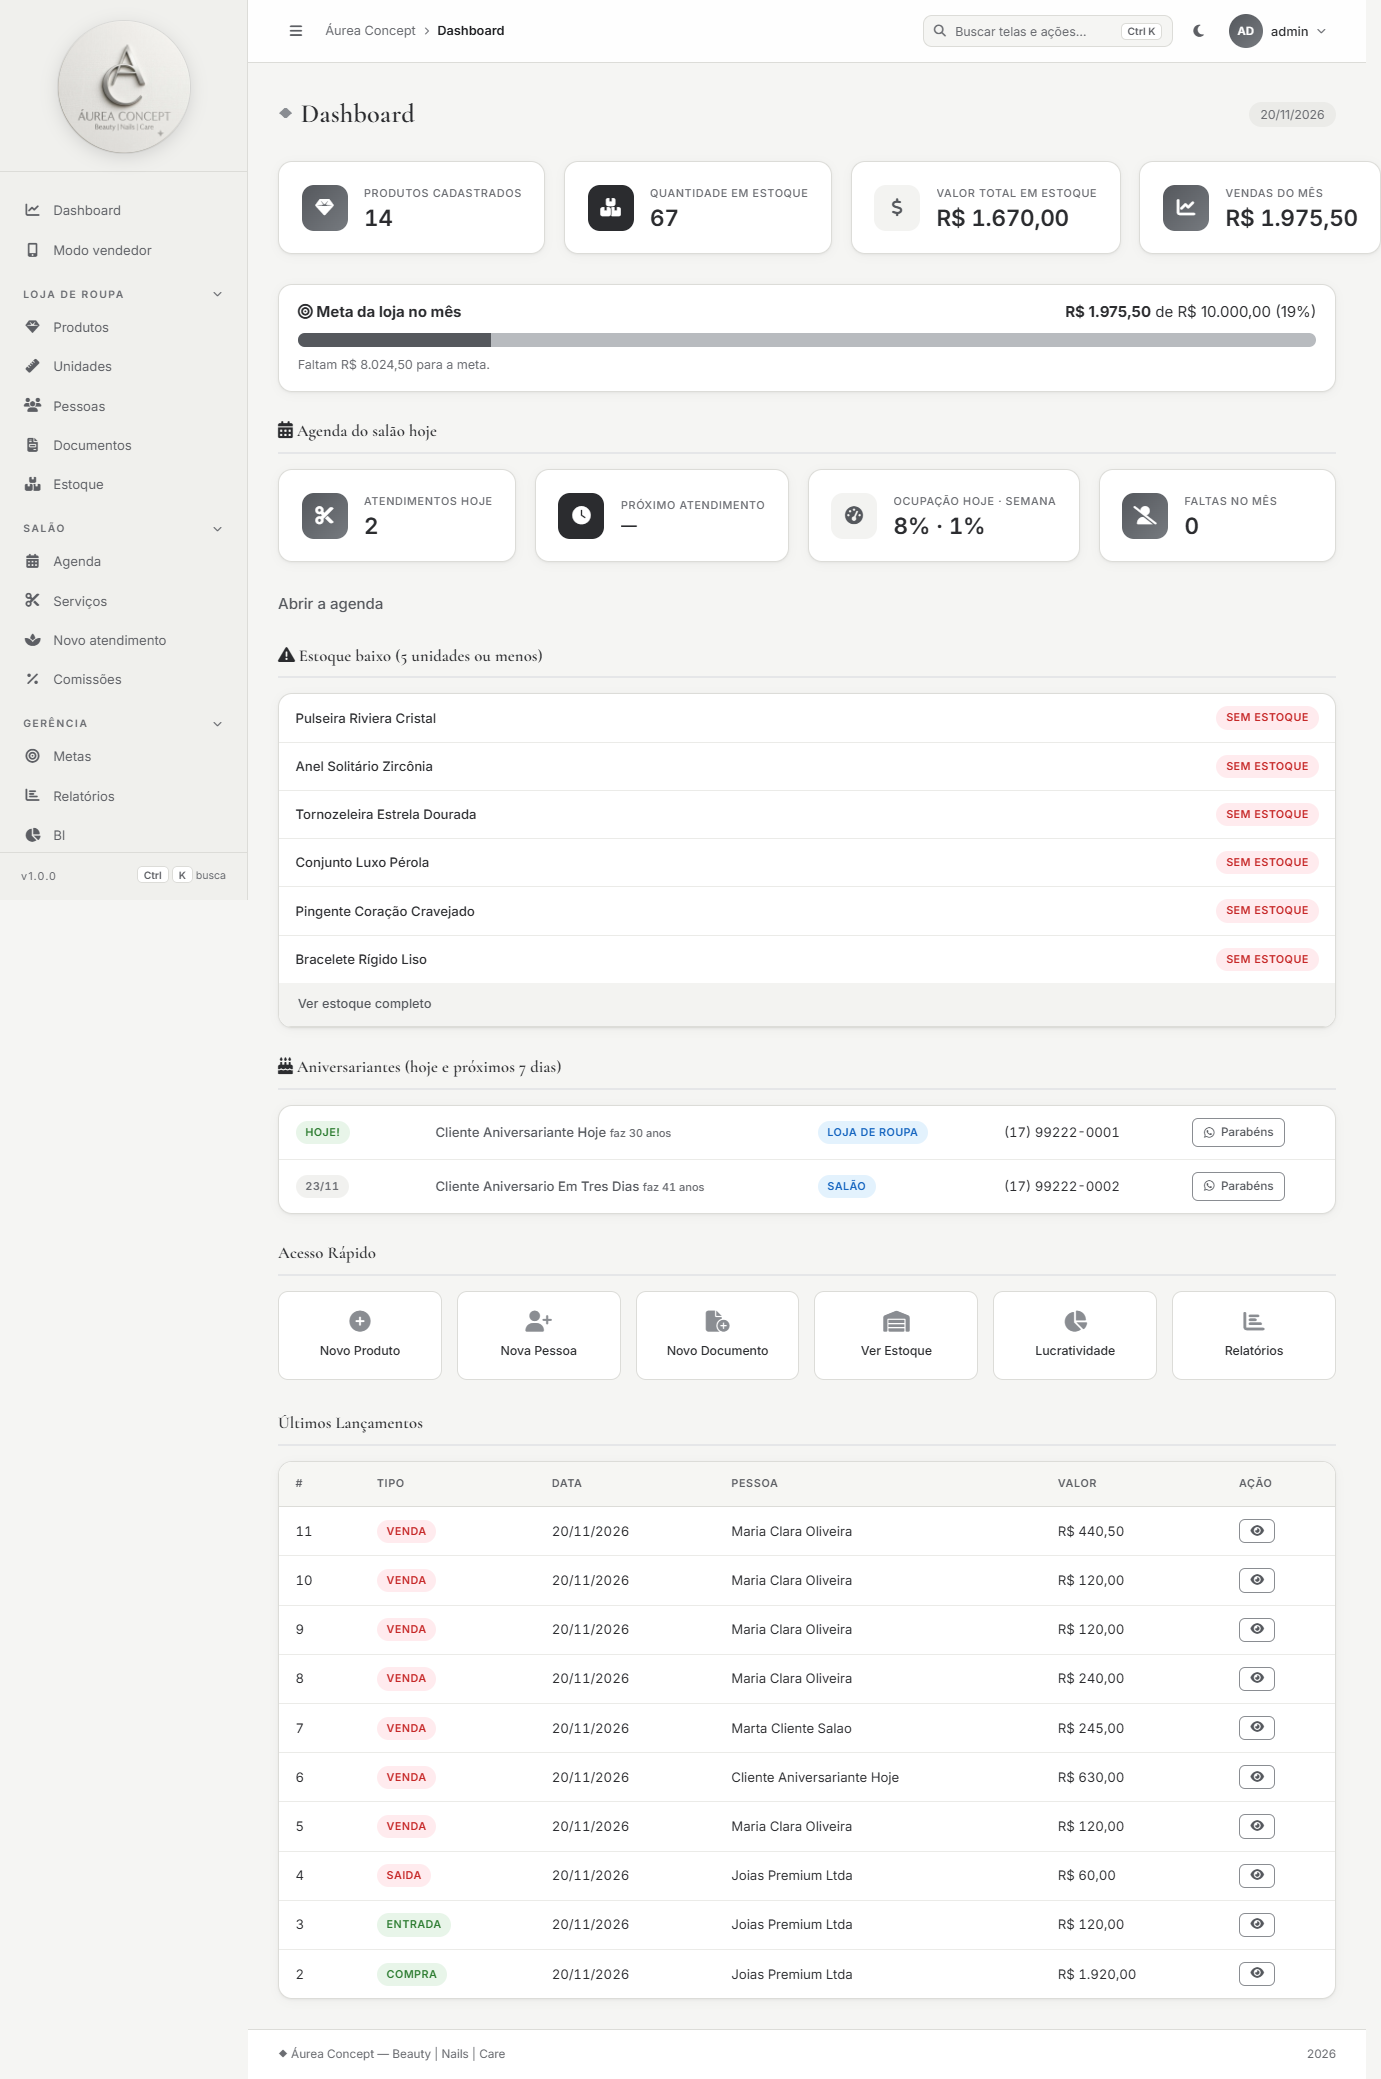 ÁUREA CONCEPT
Beauty | Nails | Care
Dashboard
Modo vendedor
LOJA DE ROUPA
Produtos
Unidades
Pessoas
Documentos
Estoque
SALÃO
Agenda
Serviços
Novo atendimento
Comissões
GERÊNCIA
Metas
Relatórios
BI
v1.0.0 Ctrl K busca
Áurea Concept › Dashboard Buscar telas e ações... Ctrl K AD admin
Dashboard 20/11/2026
PRODUTOS CADASTRADOS
14
QUANTIDADE EM ESTOQUE
67
VALOR TOTAL EM ESTOQUE
R$ 1.670,00
VENDAS DO MÊS
R$ 1.975,50
Meta da loja no mês R$ 1.975,50 de R$ 10.000,00 (19%)
Faltam R$ 8.024,50 para a meta.
Agenda do salão hoje
ATENDIMENTOS HOJE
2
PRÓXIMO ATENDIMENTO
—
OCUPAÇÃO HOJE · SEMANA
8% · 1%
FALTAS NO MÊS
0
Abrir a agenda
Estoque baixo (5 unidades ou menos)
Pulseira Riviera Cristal SEM ESTOQUE
Anel Solitário Zircônia SEM ESTOQUE
Tornozeleira Estrela Dourada SEM ESTOQUE
Conjunto Luxo Pérola SEM ESTOQUE
Pingente Coração Cravejado SEM ESTOQUE
Bracelete Rígido Liso SEM ESTOQUE
Ver estoque completo
Aniversariantes (hoje e próximos 7 dias)
HOJE! Cliente Aniversariante Hoje faz 30 anos LOJA DE ROUPA (17) 99222-0001 Parabéns
23/11 Cliente Aniversario Em Tres Dias faz 41 anos SALÃO (17) 99222-0002 Parabéns
Acesso Rápido
Novo Produto
Nova Pessoa
Novo Documento
Ver Estoque
Lucratividade
Relatórios
Últimos Lançamentos
# TIPO DATA PESSOA VALOR AÇÃO
11 VENDA 20/11/2026 Maria Clara Oliveira R$ 440,50
10 VENDA 20/11/2026 Maria Clara Oliveira R$ 120,00
9 VENDA 20/11/2026 Maria Clara Oliveira R$ 120,00
8 VENDA 20/11/2026 Maria Clara Oliveira R$ 240,00
7 VENDA 20/11/2026 Marta Cliente Salao R$ 245,00
6 VENDA 20/11/2026 Cliente Aniversariante Hoje R$ 630,00
5 VENDA 20/11/2026 Maria Clara Oliveira R$ 120,00
4 SAIDA 20/11/2026 Joias Premium Ltda R$ 60,00
3 ENTRADA 20/11/2026 Joias Premium Ltda R$ 120,00
2 COMPRA 20/11/2026 Joias Premium Ltda R$ 1.920,00
Áurea Concept — Beauty | Nails | Care 2026